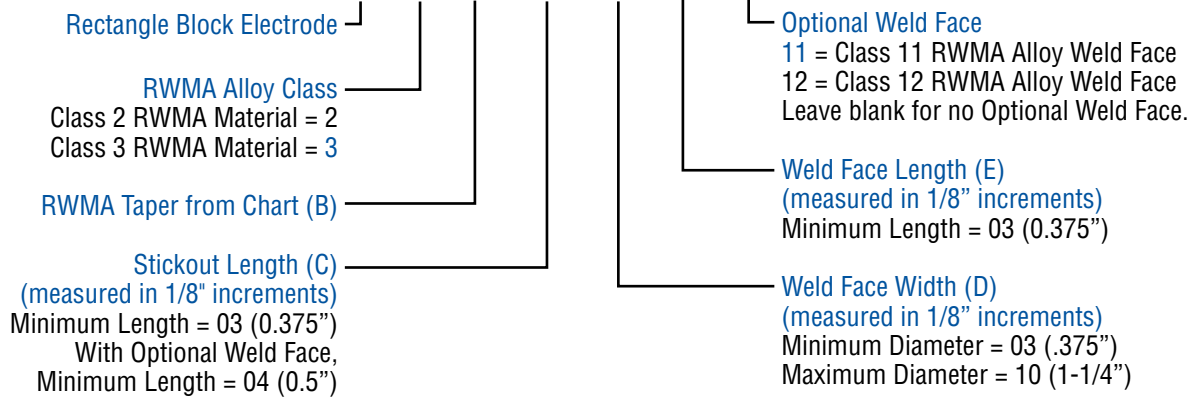 Rectangle Block Electrode
RWMA Alloy Class
Class 2 RWMA Material = 2
Class 3 RWMA Material = 3
RWMA Taper from Chart (B)
Stickout Length (C)
(measured in 1/8" increments)
Minimum Length = 03 (0.375”)
With Optional Weld Face,
Minimum Length = 04 (0.5”)
Optional Weld Face
11 = Class 11 RWMA Alloy Weld Face
12 = Class 12 RWMA Alloy Weld Face
Leave blank for no Optional Weld Face.
Weld Face Length (E)
(measured in 1/8” increments)
Minimum Length = 03 (0.375”)
Weld Face Width (D)
(measured in 1/8” increments)
Minimum Diameter = 03 (.375”)
Maximum Diameter = 10 (1-1/4”)